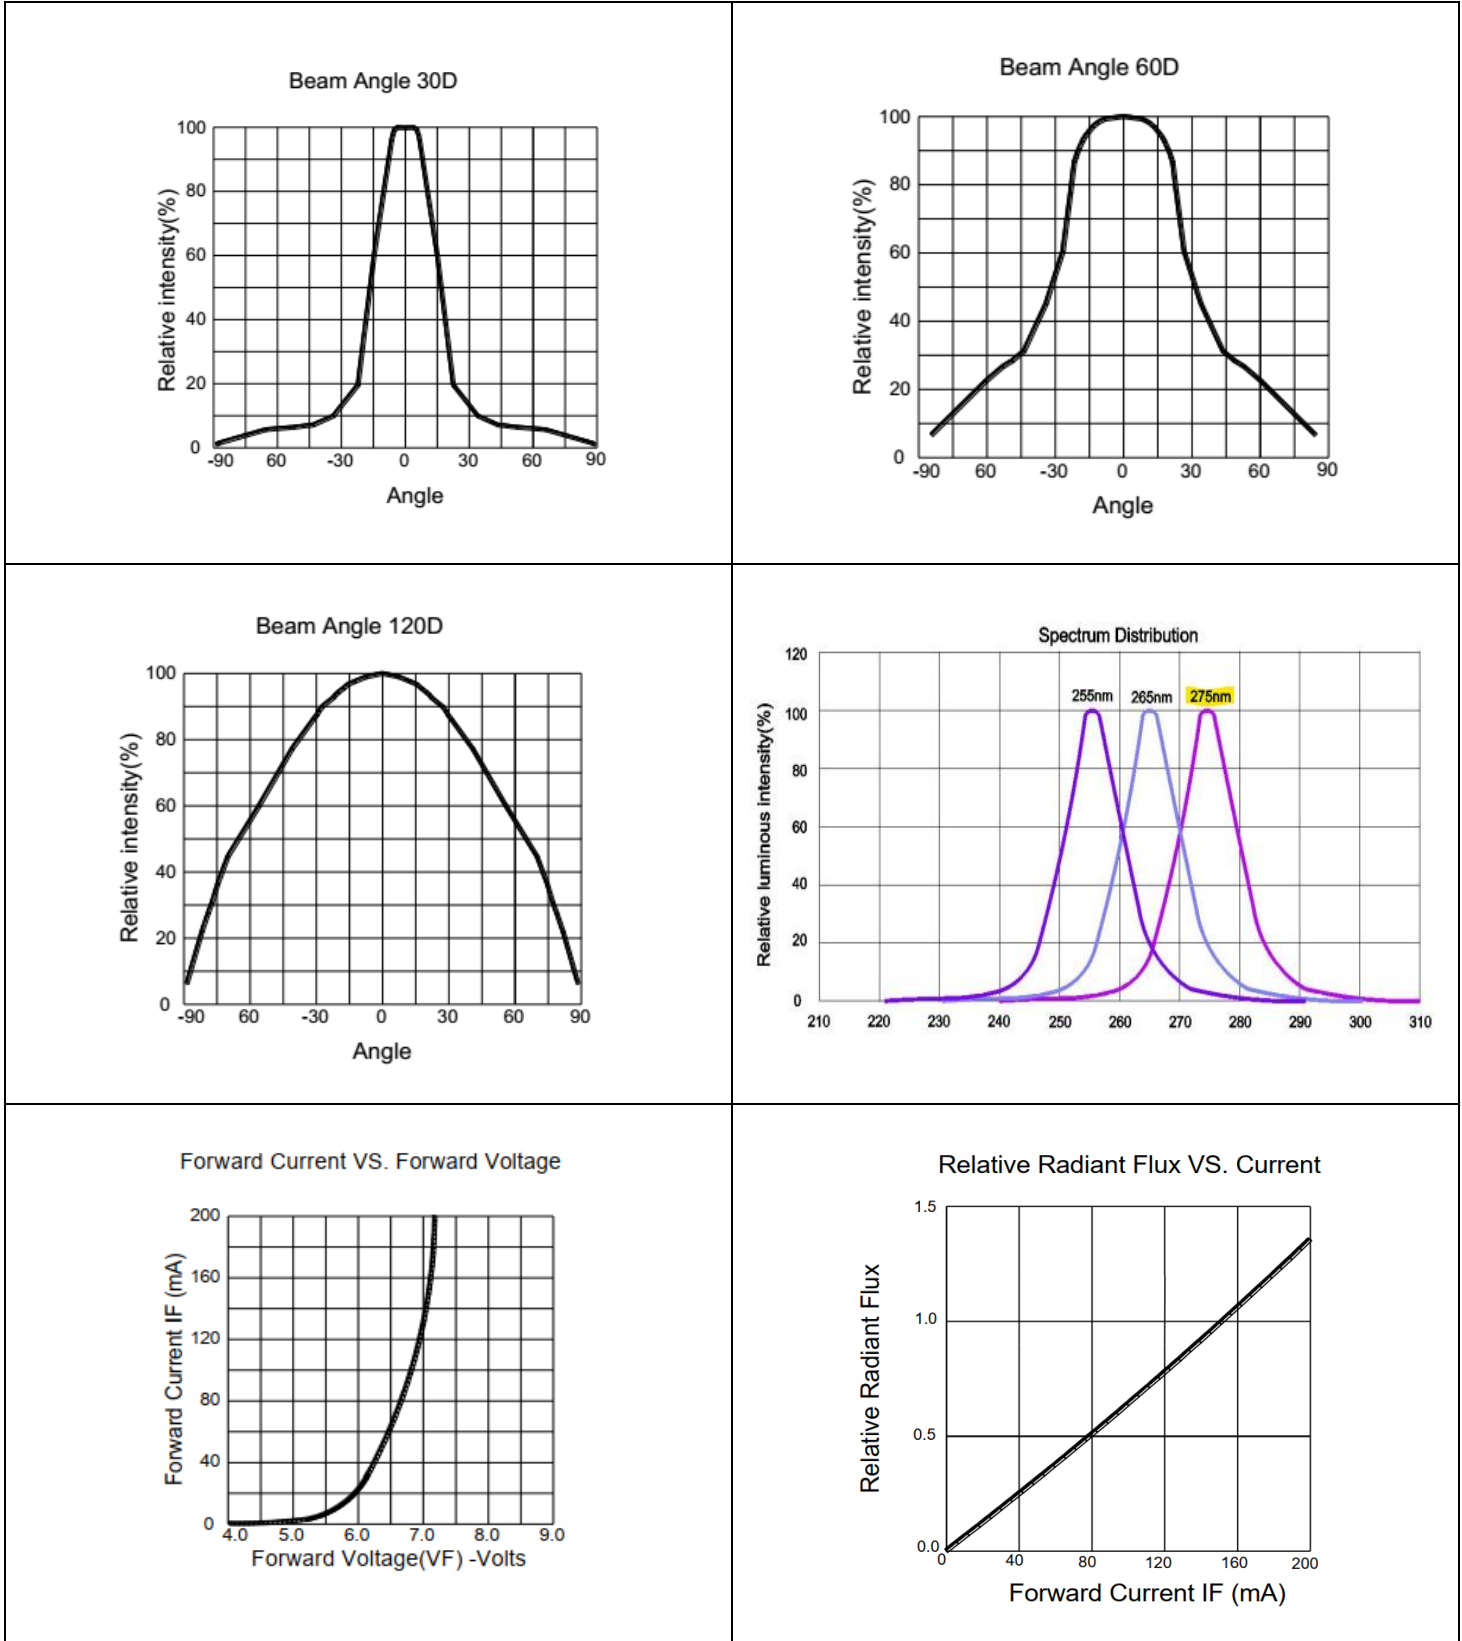 Beam Angle 30D
Relative intensity(%)
100
80
60
40
20
0
-90 60 -30 0 30 60 90
Angle
Beam Angle 60D
Relative intensity(%)
100
80
60
40
20
0
-90 60 -30 0 30 60 90
Angle
Beam Angle 120D
Relative intensity(%)
100
80
60
40
20
0
-90 60 -30 0 30 60 90
Angle
Spectrum Distribution
Relative luminous intensity(%)
120
255nm 265nm 275nm
100
80
60
40
20
0
210 220 230 240 250 260 270 280 290 300 310
Forward Current VS. Forward Voltage
Forward Current IF (mA)
200
160
120
80
40
0
4.0 5.0 6.0 7.0 8.0 9.0
Forward Voltage(VF) -Volts
Relative Radiant Flux VS. Current
Relative Radiant Flux
1.5
1.0
0.5
0.0
0 40 80 120 160 200
Forward Current IF (mA)